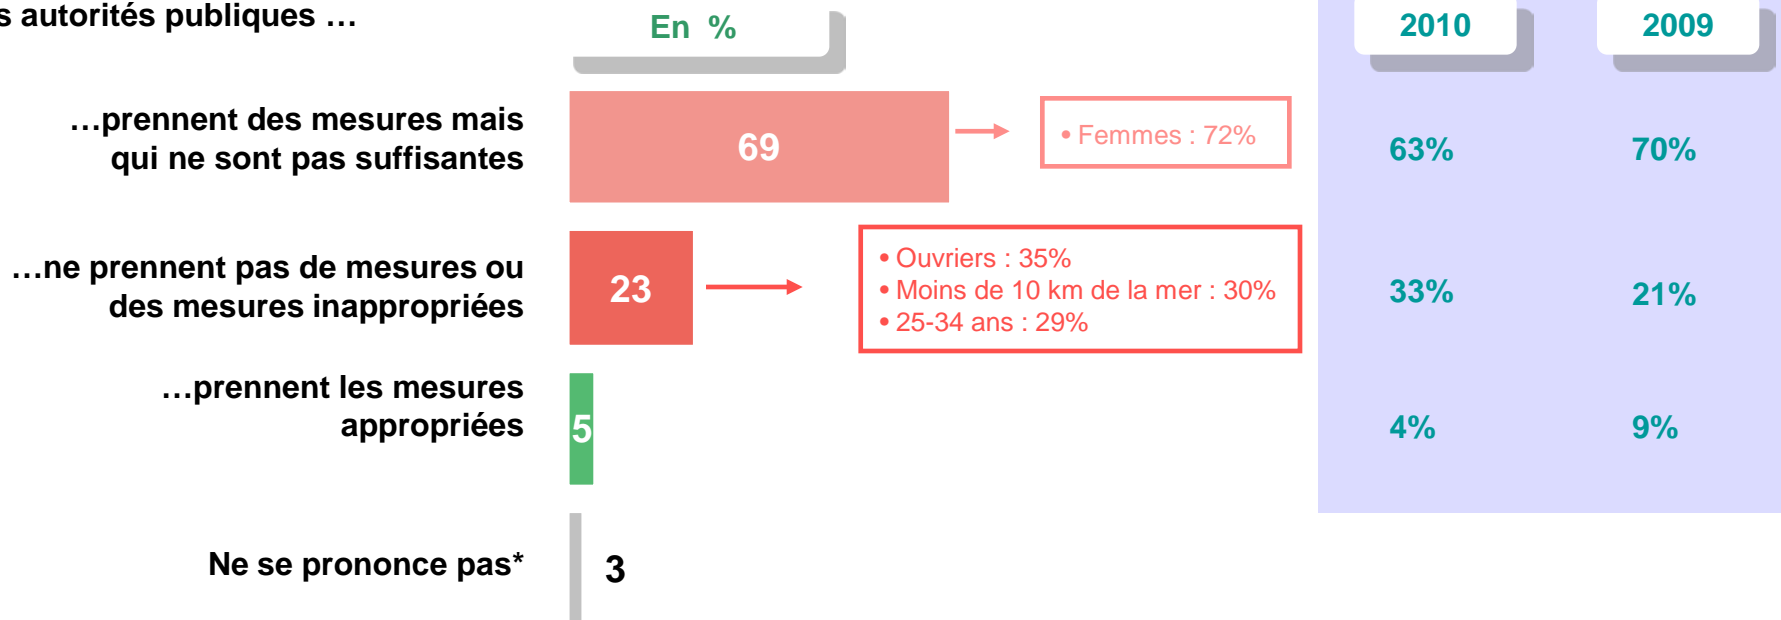 s autorités publiques …
En %
2010
2009
…prennent des mesures mais
qui ne sont pas suffisantes
69
• Femmes : 72%
63%
70%
…ne prennent pas de mesures ou
des mesures inappropriées
23
• Ouvriers : 35%
• Moins de 10 km de la mer : 30%
• 25-34 ans : 29%
33%
21%
…prennent les mesures
appropriées
5
4%
9%
Ne se prononce pas*
3